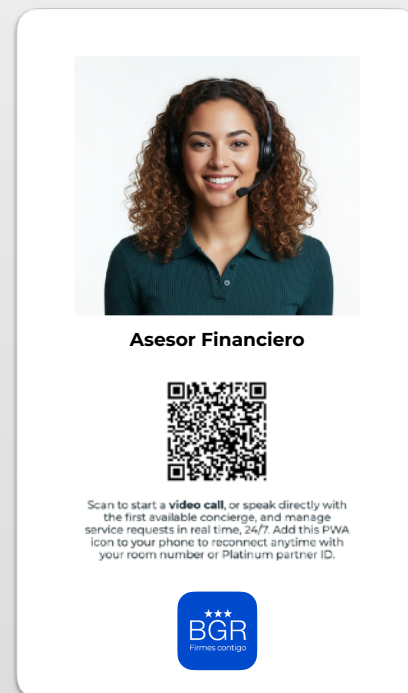 Asesor Financiero
Scan to start a video call, or speak directly with
the first available concierge, and manage
service requests in real time, 24/7. Add this PWA
icon to your phone to reconnect anytime with
your room number or Platinum partner ID.
BGR
Firmes contigo